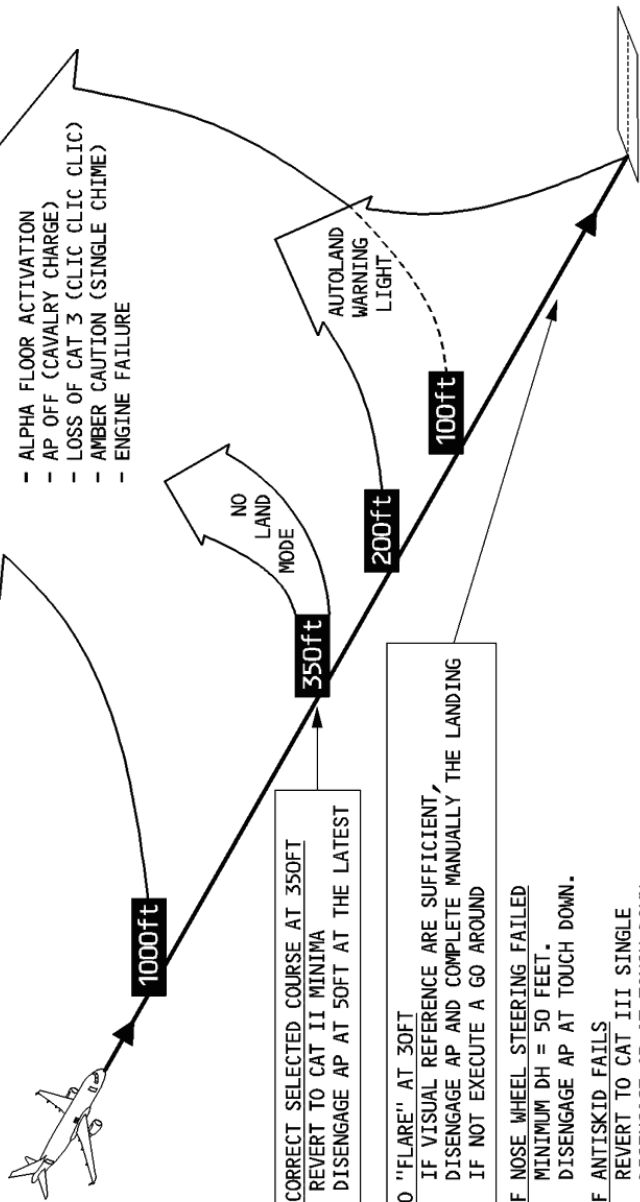 - ALPHA FLOOR ACTIVATION
- AP OFF (CAVALRY CHARGE)
- LOSS OF CAT 3 (CLIC CLIC CLIC)
- AMBER CAUTION (SINGLE CHIME)
- ENGINE FAILURE
1000ft
350ft
NO
LAND
MODE
200ft
AUTOLAND
WARNING
LIGHT
100ft
CORRECT SELECTED COURSE AT 350FT
REVERT TO CAT II MINIMA
DISENGAGE AP AT 50FT AT THE LATEST
"FLARE" AT 30FT
IF VISUAL REFERENCE ARE SUFFICIENT,
DISENGAGE AP AND COMPLETE MANUALLY THE LANDING
IF NOT EXECUTE A GO AROUND
NOSE WHEEL STEERING FAILED
MINIMUM DH = 50 FEET.
DISENGAGE AP AT TOUCH DOWN.
ANTISKID FAILS
REVERT TO CAT III SINGLE